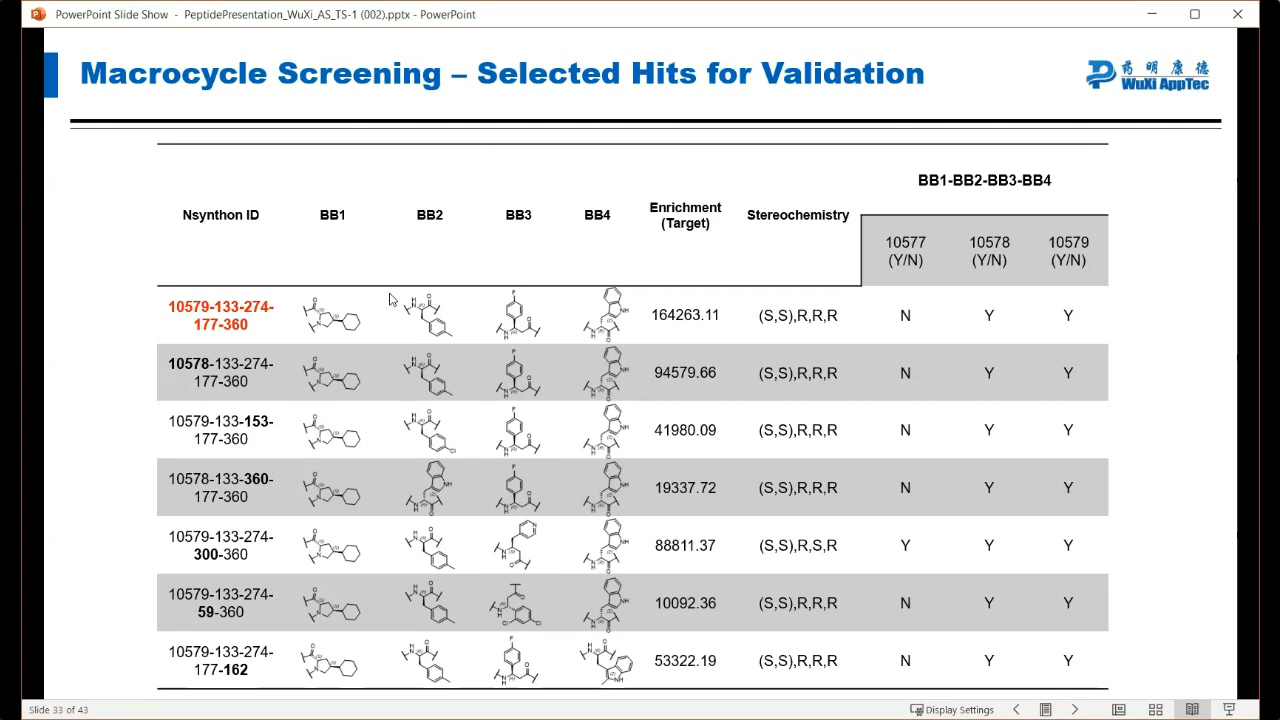 PowerPoint Slide Show - PeptidePresentation_WuXi_AS_TS-1 (002).pptx - PowerPoint
Macrocycle Screening – Selected Hits for Validation
药明康德
WuXi AppTec
BB1-BB2-BB3-BB4
Nsynthon ID BB1 BB2 BB3 BB4 Enrichment (Target) Stereochemistry
10577 (Y/N) 10578 (Y/N) 10579 (Y/N)
10579-133-274-
177-360
164263.11 (S,S),R,R,R N Y Y
10578-133-274-
177-360
94579.66 (S,S),R,R,R N Y Y
10579-133-153-
177-360
41980.09 (S,S),R,R,R N Y Y
10578-133-360-
177-360
19337.72 (S,S),R,R,R N Y Y
10579-133-274-
300-360
88811.37 (S,S),R,S,R Y Y Y
10579-133-274-
59-360
10092.36 (S,S),R,R,R N Y Y
10579-133-274-
177-162
53322.19 (S,S),R,R,R N Y Y
Slide 33 of 43
Display Settings